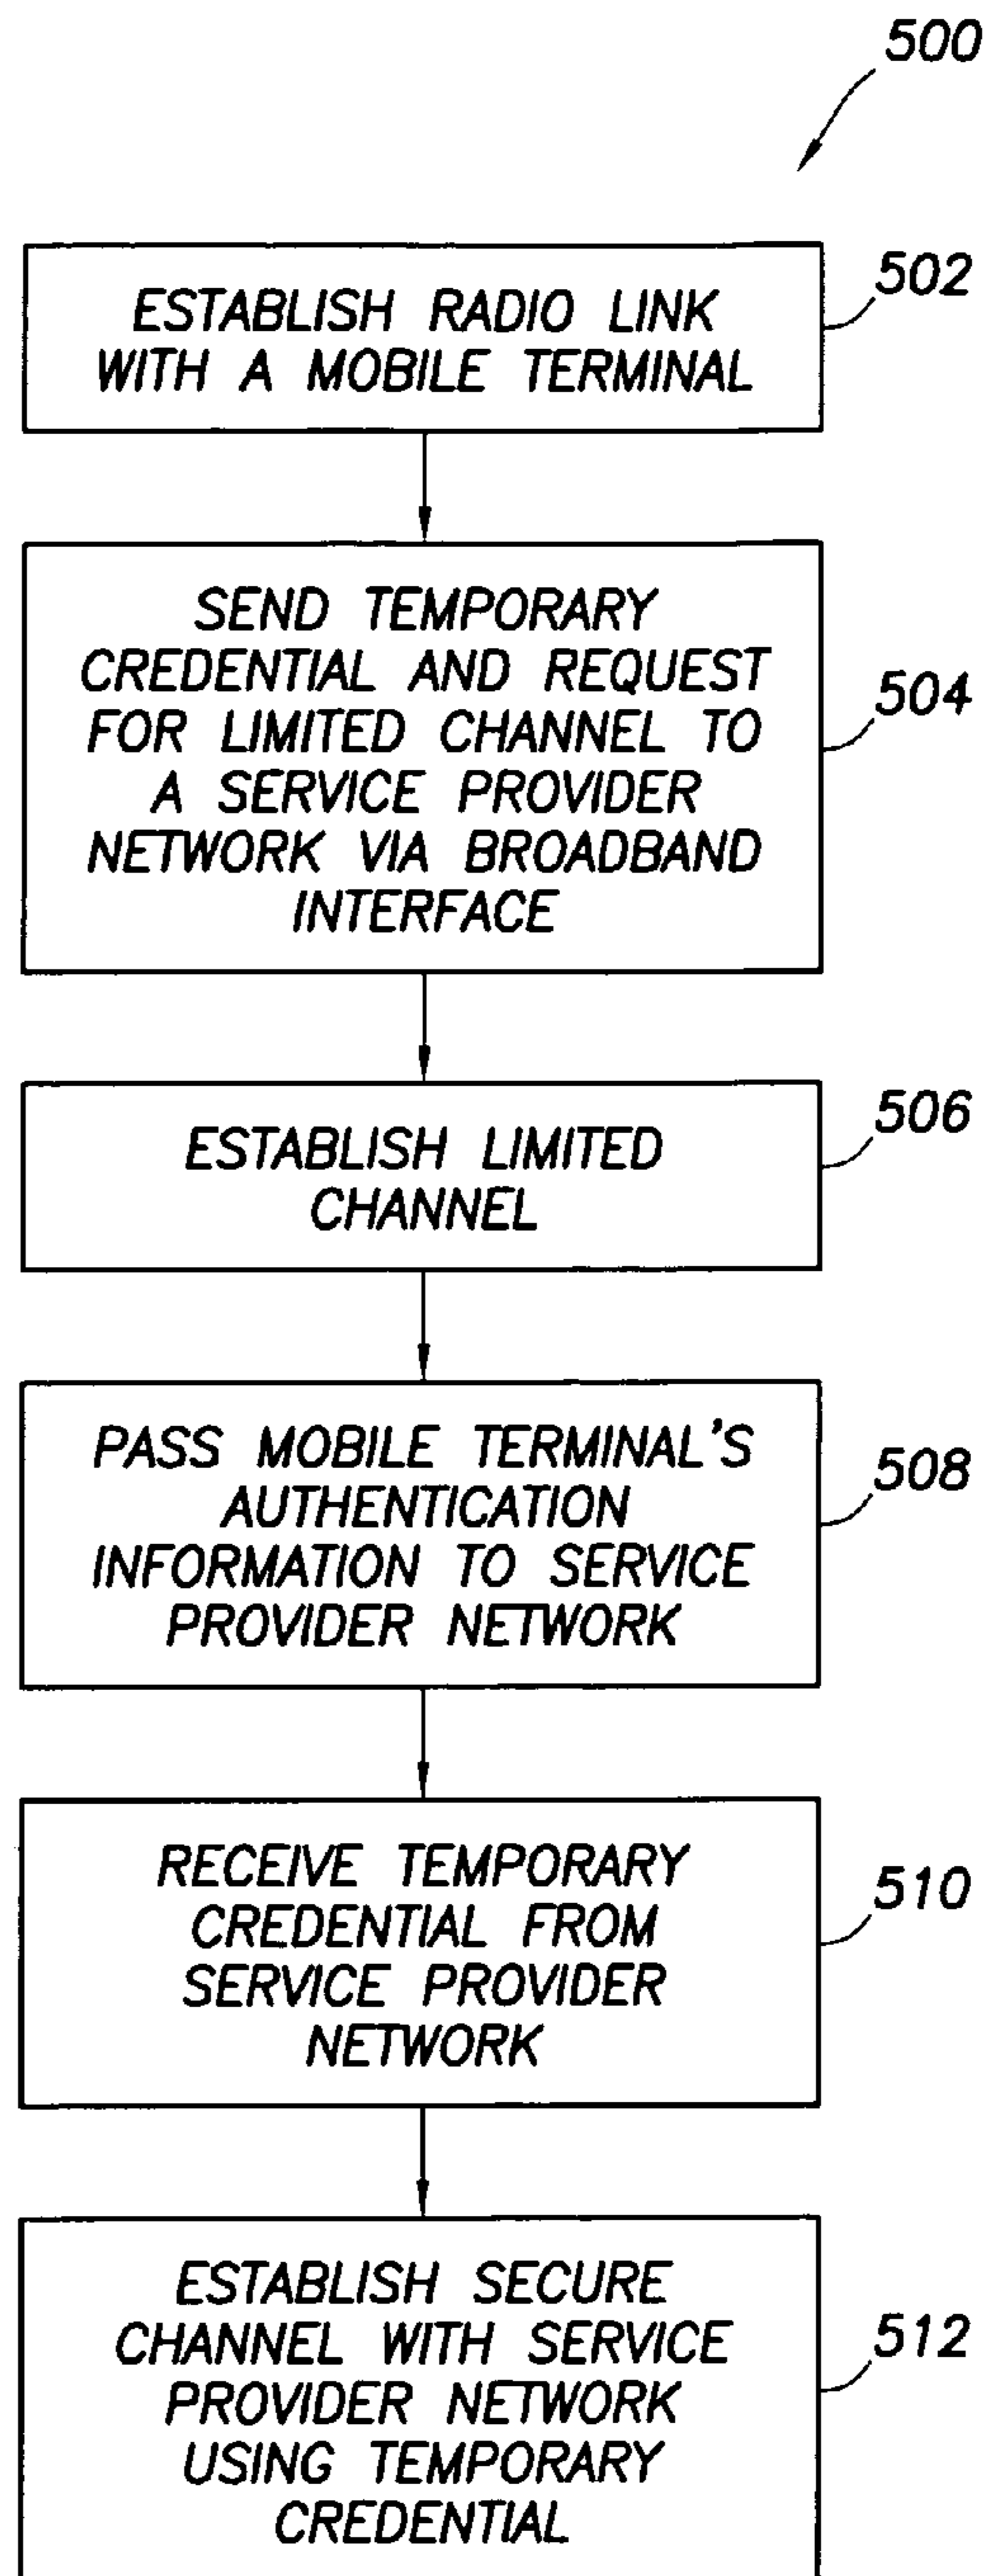 500
502
ESTABLISH RADIO LINK
WITH A MOBILE TERMINAL
504
SEND TEMPORARY
CREDENTIAL AND REQUEST
FOR LIMITED CHANNEL TO
A SERVICE PROVIDER
NETWORK VIA BROADBAND
INTERFACE
506
ESTABLISH LIMITED
CHANNEL
508
PASS MOBILE TERMINAL'S
AUTHENTICATION
INFORMATION TO SERVICE
PROVIDER NETWORK
510
RECEIVE TEMPORARY
CREDENTIAL FROM
SERVICE PROVIDER
NETWORK
512
ESTABLISH SECURE
CHANNEL WITH SERVICE
PROVIDER NETWORK
USING TEMPORARY
CREDENTIAL